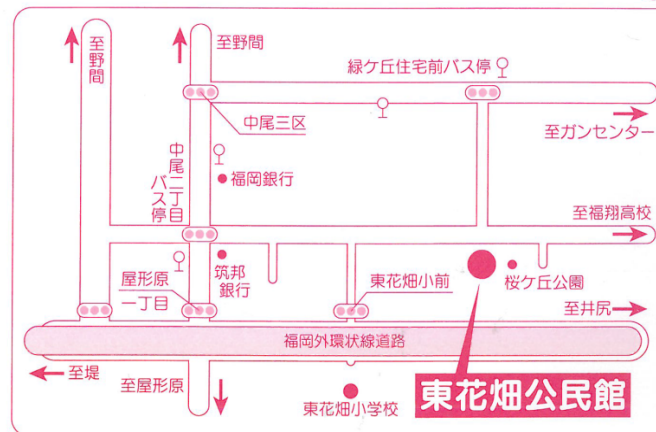 至野間
至野間
緑ケ丘住宅前バス停
中尾三区
至ガンセンター
中尾二丁目
バス停
福岡銀行
至福翔高校
筑邦
銀行
屋形原
一丁目
東花畑小前
桜ケ丘公園
至井尻
福岡外環状線道路
至堤
至屋形原
東花畑小学校
東花畑公民館